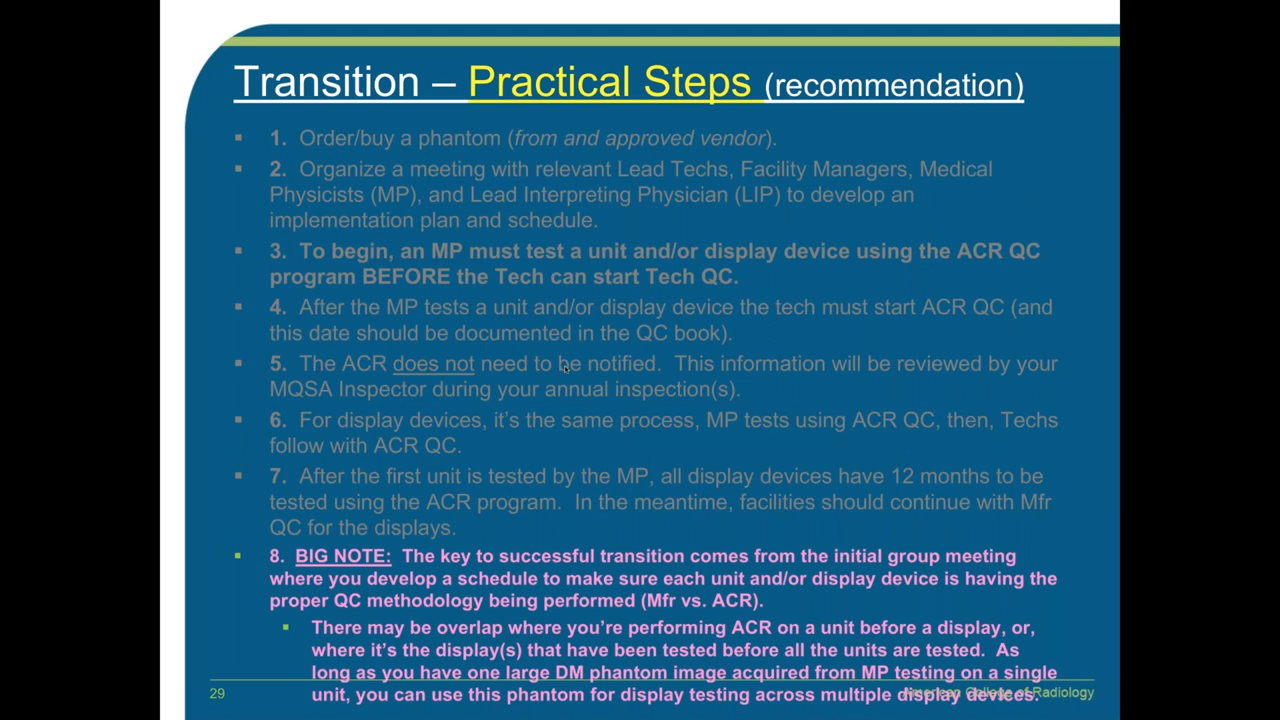 Transition – Practical Steps (recommendation)
▪ 1. Order/buy a phantom (from and approved vendor).
▪ 2. Organize a meeting with relevant Lead Techs, Facility Managers, Medical
Physicists (MP), and Lead Interpreting Physician (LIP) to develop an
implementation plan and schedule.
▪ 3. To begin, an MP must test a unit and/or display device using the ACR QC
program BEFORE the Tech can start Tech QC.
▪ 4. After the MP tests a unit and/or display device the tech must start ACR QC (and
this date should be documented in the QC book).
▪ 5. The ACR does not need to be notified. This information will be reviewed by your
MQSA Inspector during your annual inspection(s).
▪ 6. For display devices, it's the same process, MP tests using ACR QC, then, Techs
follow with ACR QC.
▪ 7. After the first unit is tested by the MP, all display devices have 12 months to be
tested using the ACR program. In the meantime, facilities should continue with Mfr
QC for the displays.
▪ 8. BIG NOTE: The key to successful transition comes from the initial group meeting
where you develop a schedule to make sure each unit and/or display device is having the
proper QC methodology being performed (Mfr vs. ACR).
▪ There may be overlap where you're performing ACR on a unit before a display, or,
where it's the display(s) that have been tested before all the units are tested. As
long as you have one large DM phantom image acquired from MP testing on a single
unit, you can use this phantom for display testing across multiple display devices.
29
American College of Radiology